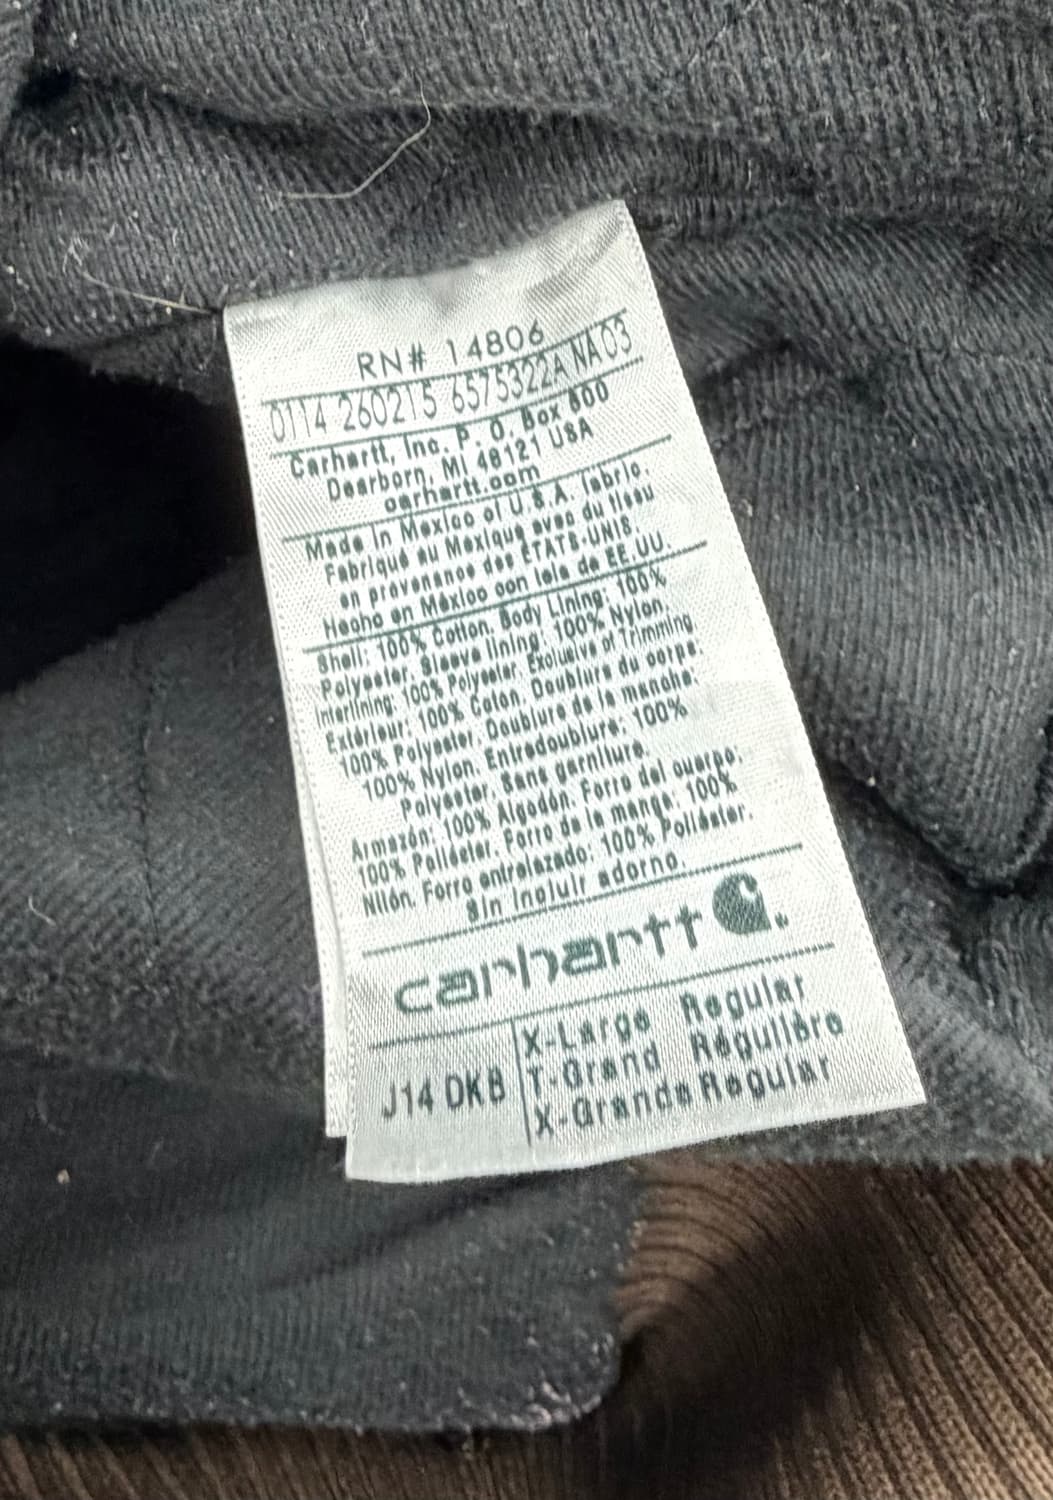 RN# 14806
0114 260215 6575322A NA 03
Carhartt, Inc. P. O. Box 600
Dearborn, MI 48121 USA
carhartt.com
Made in Mexico of U.S.A. fabric.
Fabriqué au Mexique avec du tissu
en provenance des ÉTATS-UNIS.
Hecho en México con tela de EE.UU.
Shell: 100% Cotton. Body Lining: 100%
Polyester. Sleeve lining: 100% Nylon.
Interlining: 100% Polyester. Exclusive of Trimming
Extérieur: 100% Coton. Doublure du corps:
100% Polyester. Doublure de la manche:
100% Nylon. Entredoublure: 100%
Polyester. Sans garniture.
Armazón: 100% Algodón. Forro del cuerpo:
100% Poliéster. Forro de la manga: 100%
Nilón. Forro entrelazado: 100% Poliéster.
Sin incluir adorno.
carhartt
J14 DKB
X-Large Regular
T-Grand Régulière
X-Grande Regular